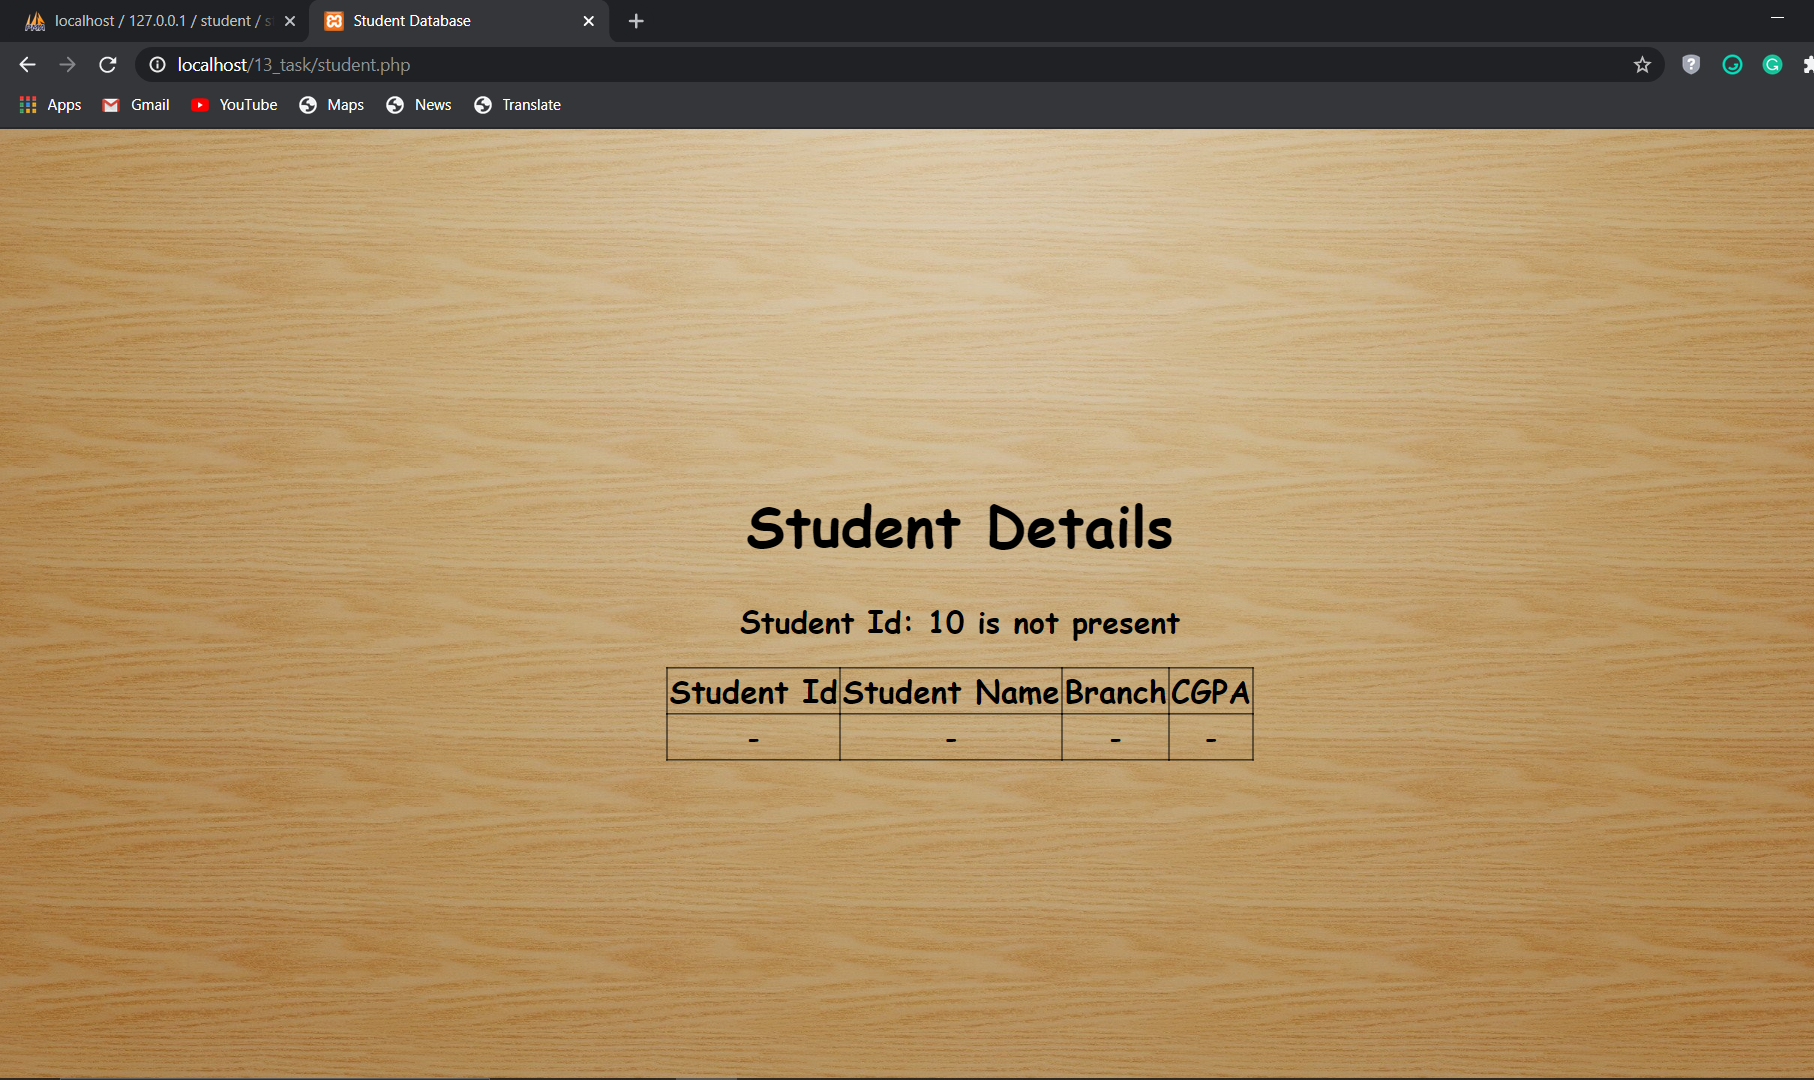 localhost / 127.0.0.1 / student / s
Student Database
localhost/13_task/student.php
Apps
Gmail
YouTube
Maps
News
Translate
Student Details
Student Id: 10 is not present
Student Id Student Name Branch CGPA
- - - -